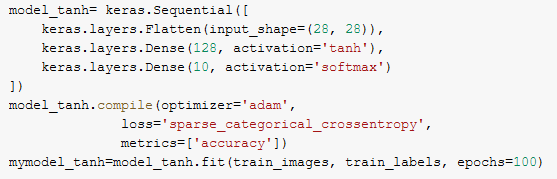 model_tanh= keras.Sequential([
    keras.layers.Flatten(input_shape=(28, 28)),
    keras.layers.Dense(128, activation='tanh'),
    keras.layers.Dense(10, activation='softmax')
])
model_tanh.compile(optimizer='adam',
              loss='sparse_categorical_crossentropy',
              metrics=['accuracy'])
mymodel_tanh=model_tanh.fit(train_images, train_labels, epochs=100)